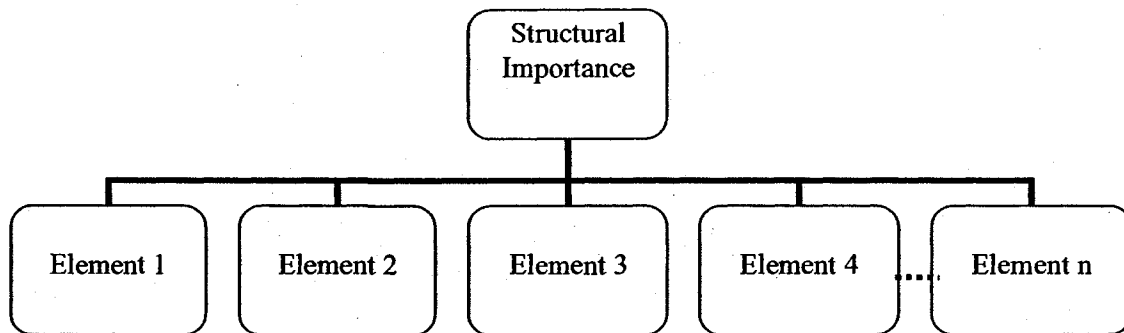 Structural
Importance
Element 1
Element 2
Element 3
Element 4
Element n